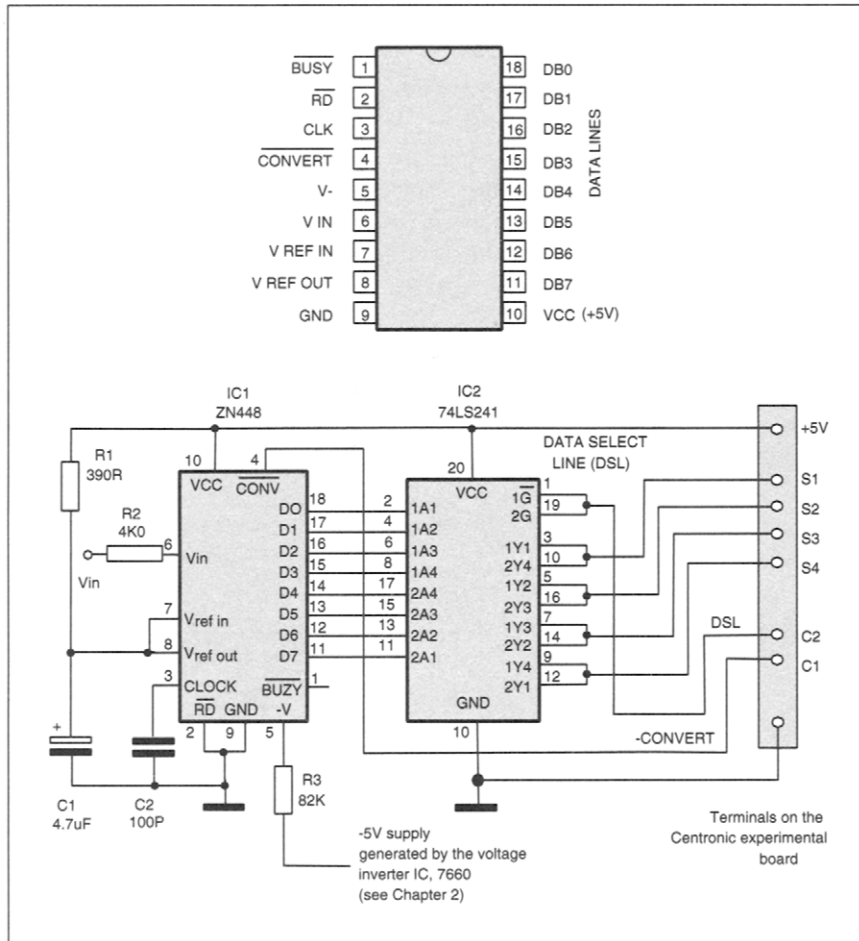 BUSY 1 18 DB0
RD 2 17 DB1
CLK 3 16 DB2
CONVERT 4 15 DB3
V- 5 14 DB4
V IN 6 13 DB5
V REF IN 7 12 DB6
V REF OUT 8 11 DB7
GND 9 10 VCC (+5V)
DATA LINES
IC1
ZN448
IC2
74LS241
DATA SELECT
LINE (DSL)
+5V
R1
390R
R2
4K0
Vin
10
VCC
4
CONV
6 Vin
7 Vref in
8 Vref out
3 CLOCK
RD
2
GND
9
-V
5
BUZY 1
DO 18
D1 17
D2 16
D3 15
D4 14
D5 13
D6 12
D7 11
20
VCC
2 1A1
4 1A2
6 1A3
8 1A4
17 2A4
15 2A3
13 2A2
11 2A1
GND
10
1G 1
2G 19
1Y1 3
2Y4 10
1Y2 5
2Y3 16
1Y3 7
2Y2 14
1Y4 9
2Y1 12
S1
S2
S3
S4
DSL
C2
C1
-CONVERT
+
C1
4.7uF
C2
100P
R3
82K
-5V supply
generated by the voltage
inverter IC, 7660
(see Chapter 2)
Terminals on the
Centronic experimental
board